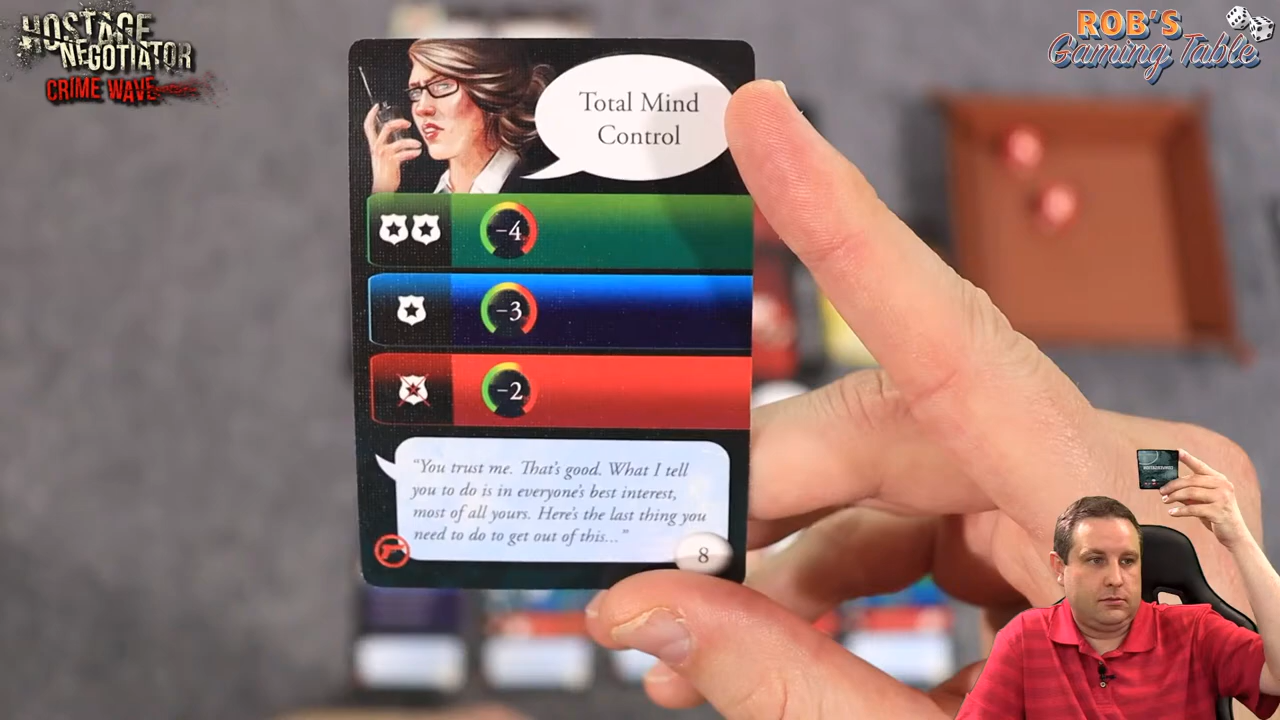 HOSTAGE
NEGOTIATOR
CRIME WAVE
ROB'S
Gaming Table
Total Mind
Control
-4
-3
-2
"You trust me. That's good. What I tell
you to do is in everyone's best interest,
most of all yours. Here's the last thing you
need to do to get out of this..."
8